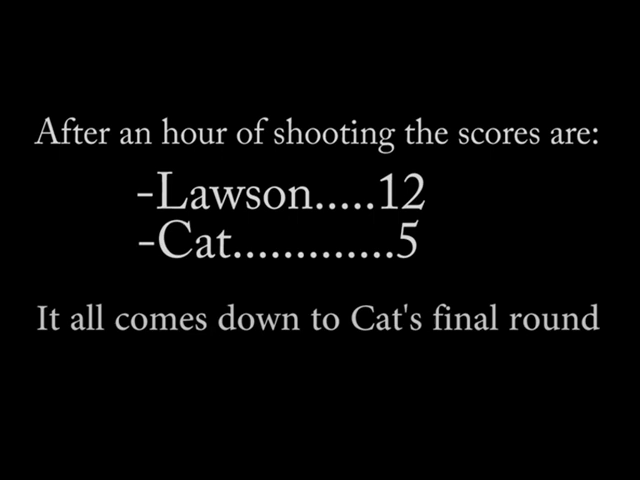 After an hour of shooting the scores are:
-Lawson.....12
-Cat.............5
It all comes down to Cat's final round